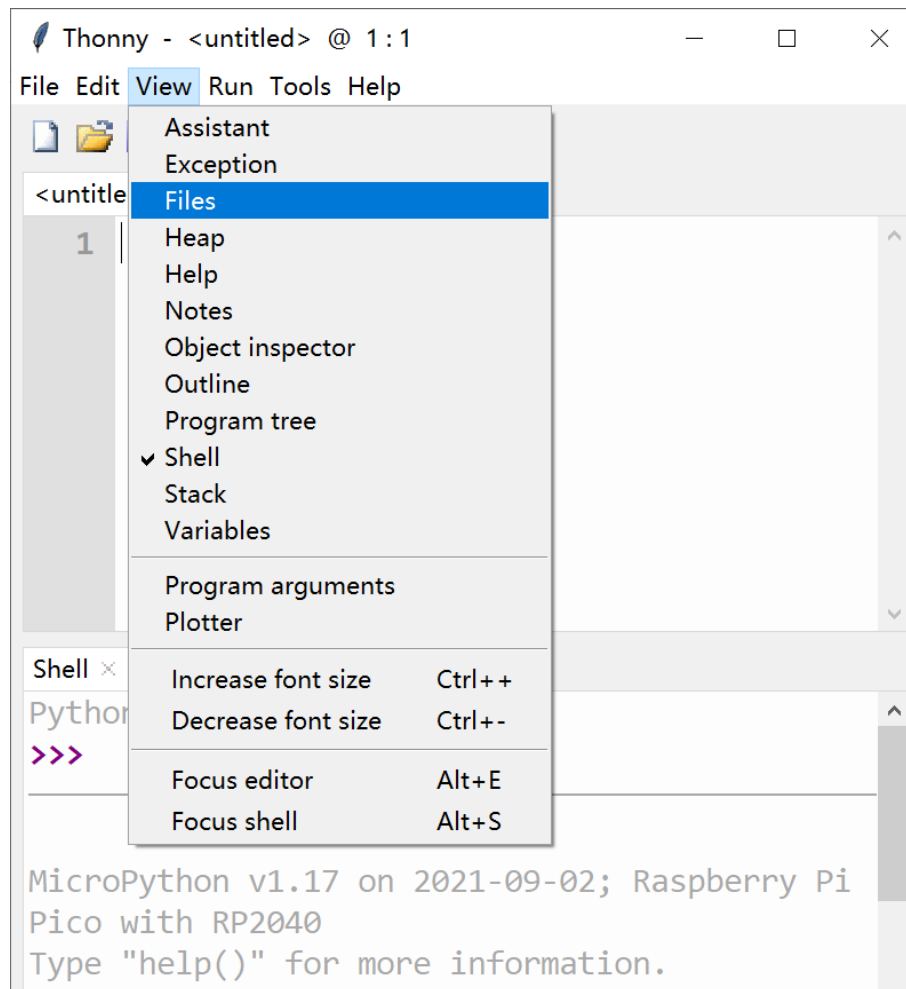 Thonny - <untitled> @ 1:1
File Edit View Run Tools Help
<untitle
1
Assistant
Exception
Files
Heap
Help
Notes
Object inspector
Outline
Program tree
Shell
Stack
Variables
Program arguments
Plotter
Increase font size Ctrl++
Decrease font size Ctrl+-
Focus editor Alt+E
Focus shell Alt+S
Shell
Python
>>>
MicroPython v1.17 on 2021-09-02; Raspberry Pi
Pico with RP2040
Type "help()" for more information.